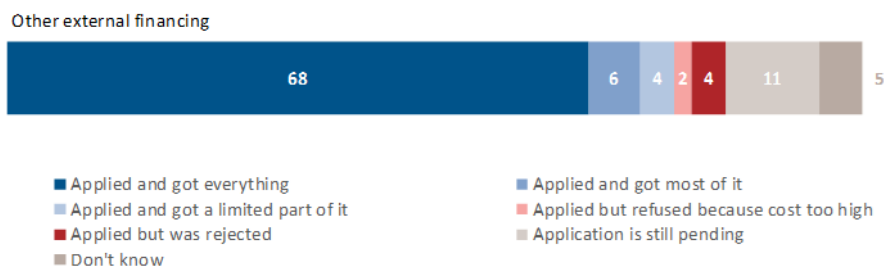 Other external financing
68 6 4 2 4 11 5
Applied and got everything
Applied and got most of it
Applied and got a limited part of it
Applied but refused because cost too high
Applied but was rejected
Application is still pending
Don't know